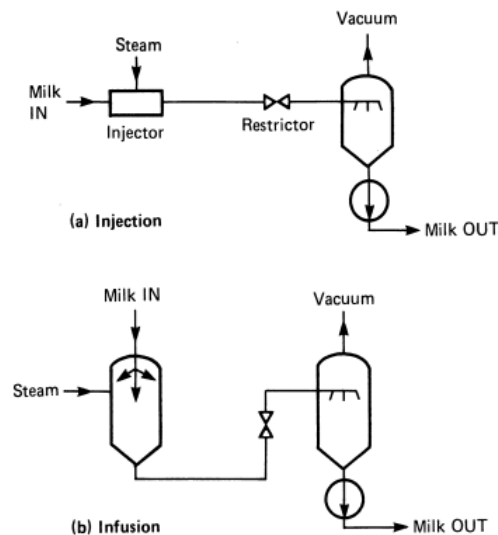 Vacuum
Steam
Milk
IN
Injector
Restrictor
(a) Injection
Milk OUT
Milk IN
Vacuum
Steam
(b) Infusion
Milk OUT